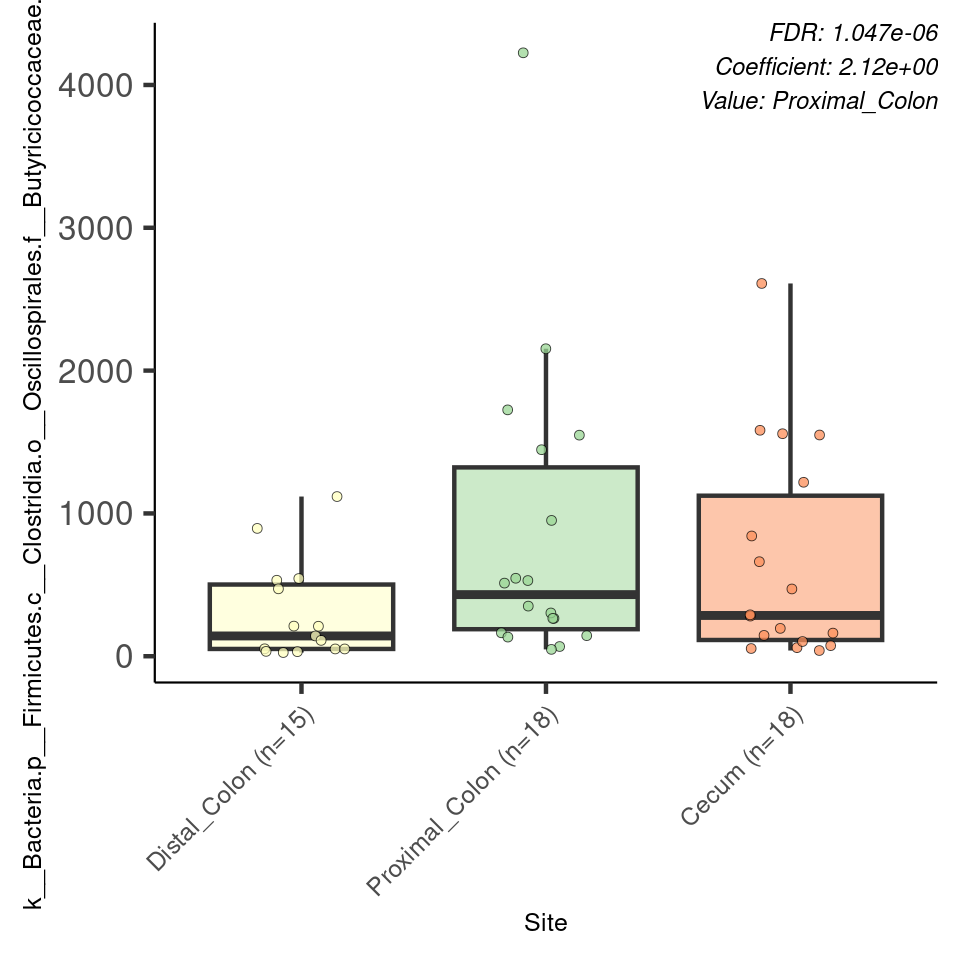 FDR: 1.047e-06
Coefficient: 2.12e+00
Value: Proximal_Colon
k__Bacteria.p__Firmicutes.c__Clostridia.o__Oscillospirales.f__Butyricicoccaceae.
4000
3000
2000
1000
0
Distal_Colon (n=15)
Proximal_Colon (n=18)
Cecum (n=18)
Site